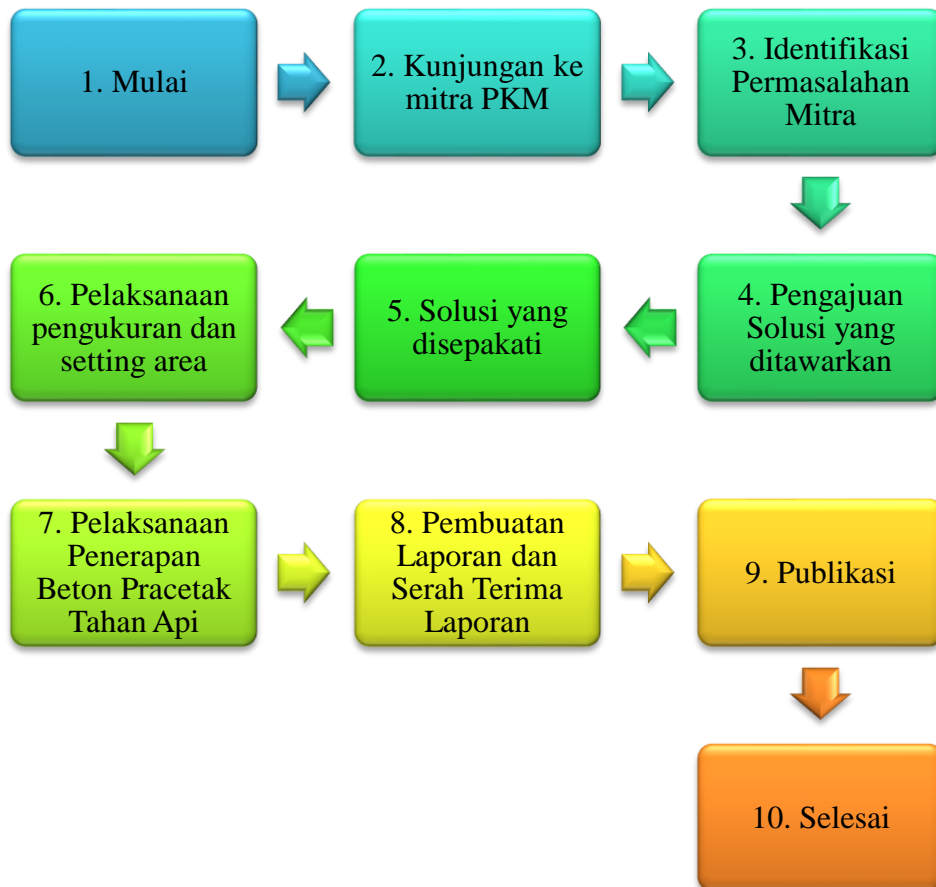 1. Mulai
2. Kunjungan ke
mitra PKM
3. Identifikasi
Permasalahan
Mitra
4. Pengajuan
Solusi yang
ditawarkan
5. Solusi yang
disepakati
6. Pelaksanaan
pengukuran dan
setting area
7. Pelaksanaan
Penerapan
Beton Pracetak
Tahan Api
8. Pembuatan
Laporan dan
Serah Terima
Laporan
9. Publikasi
10. Selesai